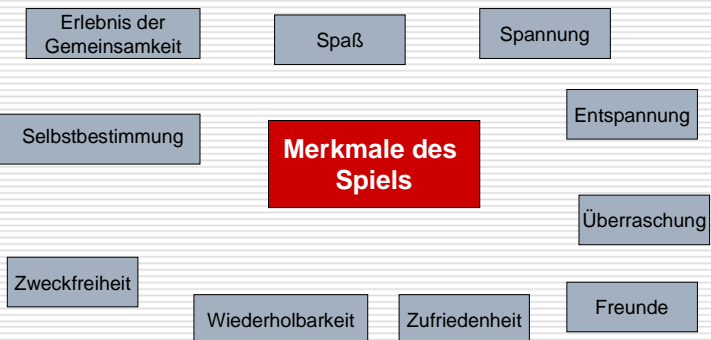 Erlebnis der
Gemeinsamkeit
Spaß
Spannung
Entspannung
Selbstbestimmung
Merkmale des
Spiels
Überraschung
Zweckfreiheit
Wiederholbarkeit
Zufriedenheit
Freunde